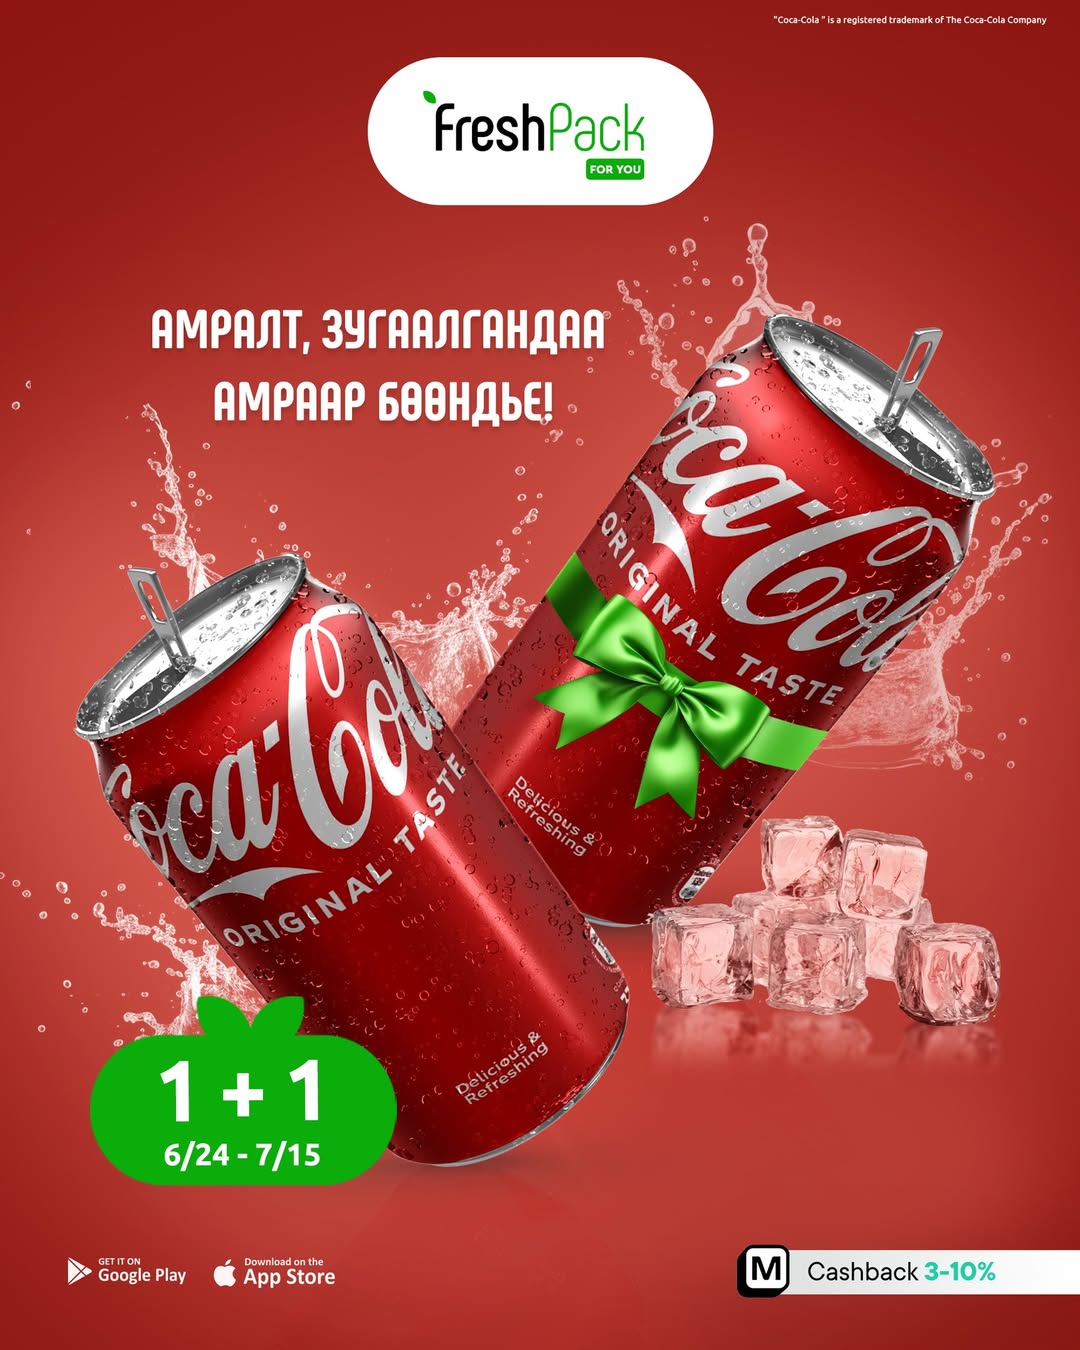 "Coca-Cola " is a registered trademark of The Coca-Cola Company
FreshPack
FOR YOU
АМРАЛТ, ЗУГААЛГАНДАА
АМРААР БӨӨНДЬЕ!
Coca-Cola
ORIGINAL TASTE
Delicious &
Refreshing
Coca-Cola
ORIGINAL TASTE
Delicious &
Refreshing
1 + 1
6/24 - 7/15
GET IT ON
Google Play
Download on the
App Store
M
Cashback 3-10%